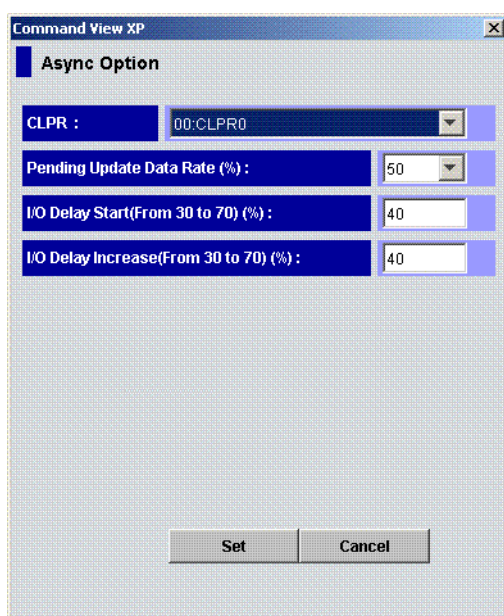 Command View XP
Async Option
CLPR : 00:CLPR0
Pending Update Data Rate (%) : 50
I/O Delay Start(From 30 to 70) (%) : 40
I/O Delay Increase(From 30 to 70) (%) : 40
Set Cancel